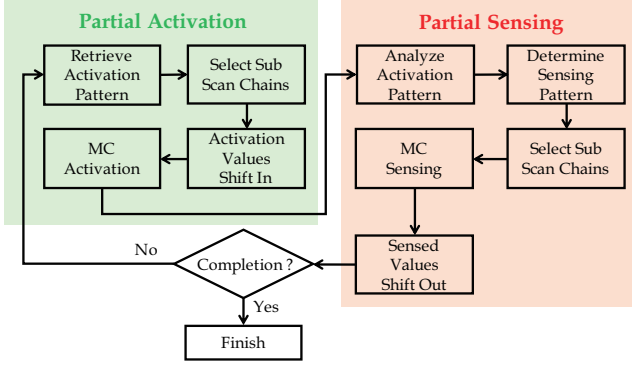 Partial Activation
Retrieve
Activation
Pattern
Select Sub
Scan Chains
MC
Activation
Activation
Values
Shift In
Partial Sensing
Analyze
Activation
Pattern
Determine
Sensing
Pattern
MC
Sensing
Select Sub
Scan Chains
Sensed
Values
Shift Out
No
Completion ?
Yes
Finish